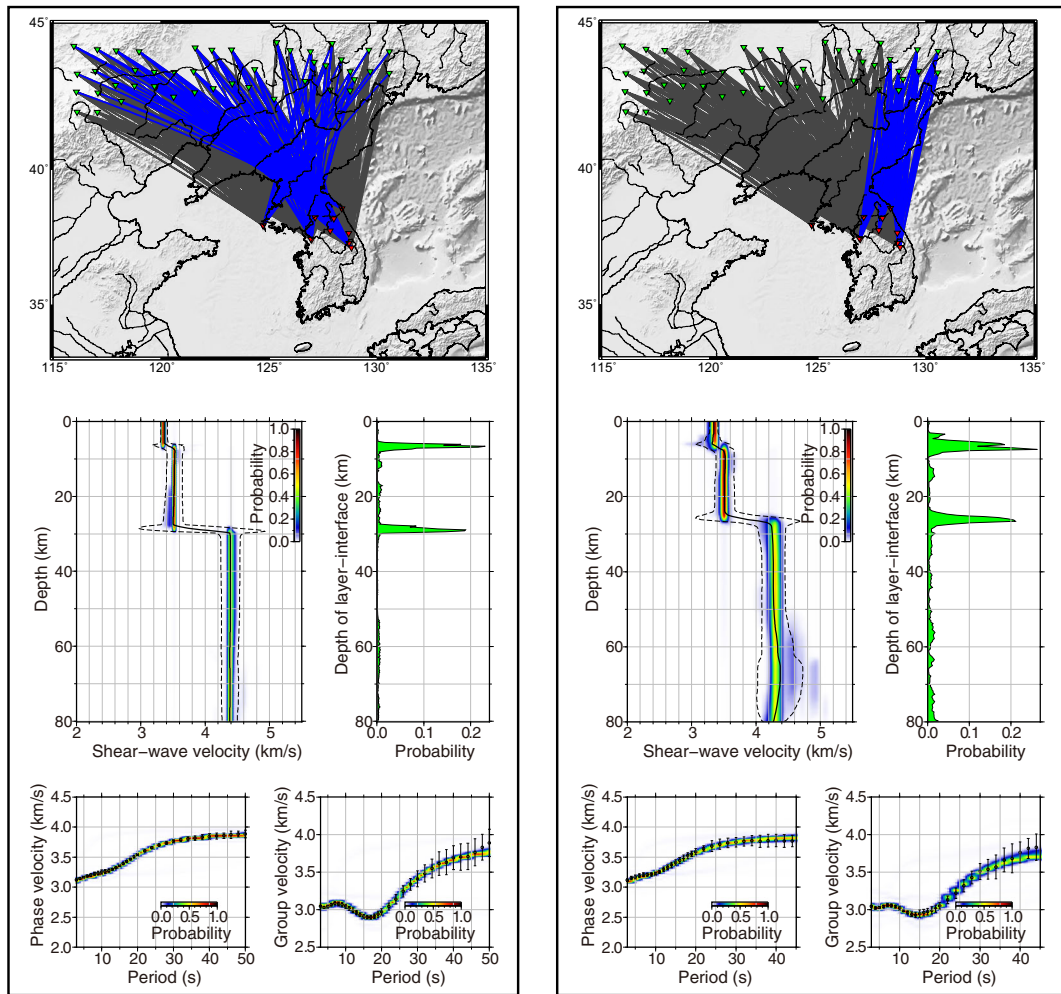 45˚
40˚
35˚
115˚ 120˚ 125˚ 130˚ 135˚
0
20
40
60
80
Depth (km)
2 3 4 5
Shear−wave velocity (km/s)
0.0
0.2
0.4
0.6
0.8
1.0
Probability
0
20
40
60
80
Depth of layer−interface (km)
0.0 0.1 0.2
Probability
2.0
2.5
3.0
3.5
4.0
4.5
Phase velocity (km/s)
10 20 30 40 50
Period (s)
0.0 0.5 1.0
Probability
2.5
3.0
3.5
4.0
4.5
Group velocity (km/s)
10 20 30 40 50
Period (s)
0.0 0.5 1.0
Probability
45˚
40˚
35˚
115˚ 120˚ 125˚ 130˚ 135˚
0
20
40
60
80
Depth (km)
2 3 4 5
Shear−wave velocity (km/s)
0.0
0.2
0.4
0.6
0.8
1.0
Probability
0
20
40
60
80
Depth of layer−interface (km)
0.0 0.1 0.2
Probability
2.0
2.5
3.0
3.5
4.0
4.5
Phase velocity (km/s)
10 20 30 40
Period (s)
0.0 0.5 1.0
Probability
2.5
3.0
3.5
4.0
4.5
Group velocity (km/s)
10 20 30 40
Period (s)
0.0 0.5 1.0
Probability